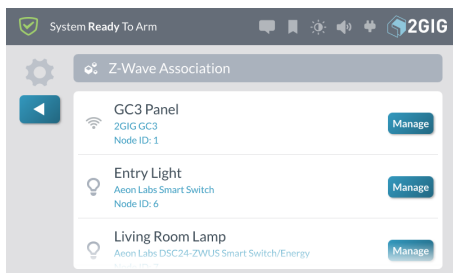 System Ready To Arm
2GIG
Z-Wave Association
GC3 Panel
2GIG GC3
Node ID: 1
Manage
Entry Light
Aeon Labs Smart Switch
Node ID: 6
Manage
Living Room Lamp
Aeon Labs DSC24-ZWUS Smart Switch/Energy
Manage